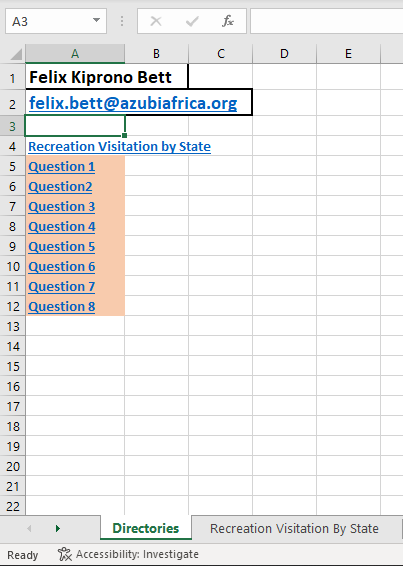 A3
fx
A B C D E
1 Felix Kiprono Bett
2 felix.bett@azubiafrica.org
3
4 Recreation Visitation by State
5 Question 1
6 Question2
7 Question 3
8 Question 4
9 Question 5
10 Question 6
11 Question 7
12 Question 8
13
14
15
16
17
18
19
20
21
22
Directories Recreation Visitation By State
Ready Accessibility: Investigate